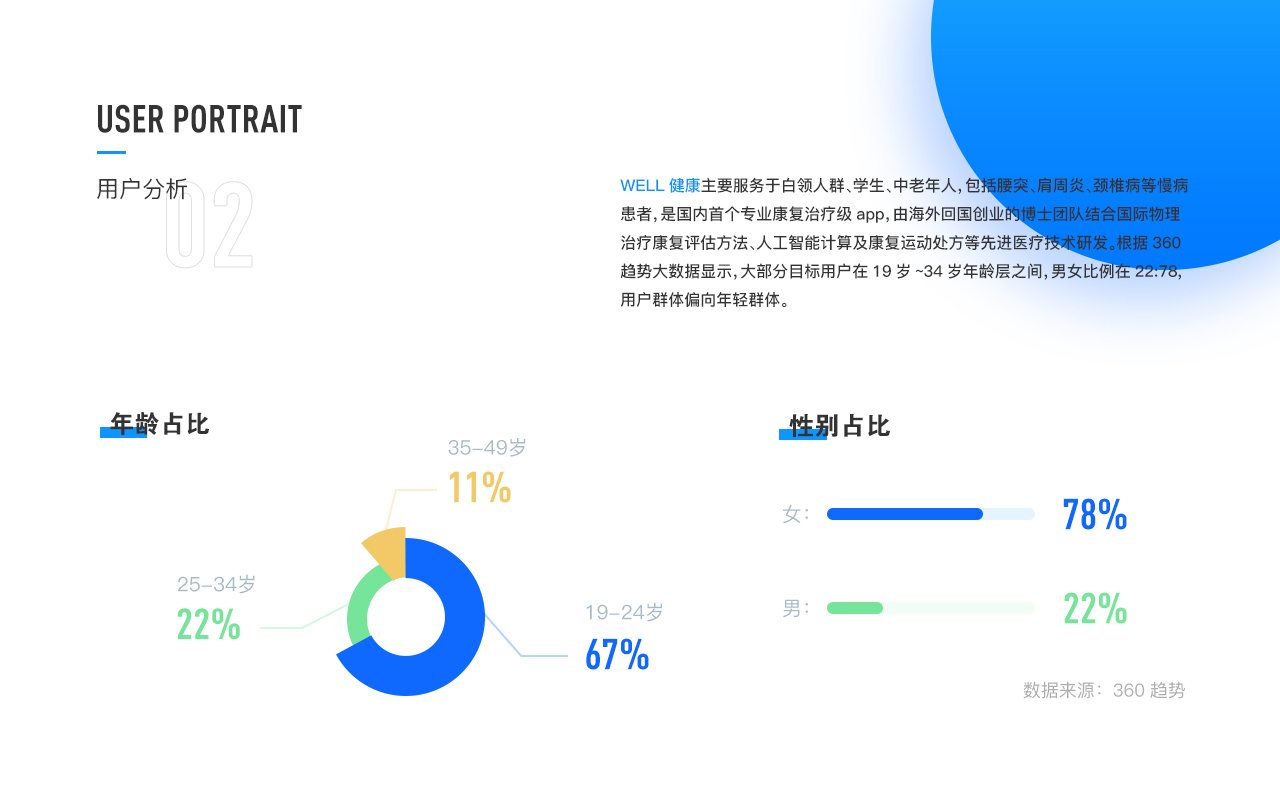 USER PORTRAIT
用户分析
02
WELL 健康主要服务于白领人群、学生、中老年人，包括腰突、肩周炎、颈椎病等慢病
患者，是国内首个专业康复治疗级 app，由海外回国创业的博士团队结合国际物理
治疗康复评估方法、人工智能计算及康复运动处方等先进医疗技术研发。根据 360
趋势大数据显示，大部分目标用户在 19 岁 ~34 岁年龄层之间，男女比例在 22:78，
用户群体偏向年轻群体。
年龄占比
35–49岁
11%
25–34岁
22%
19–24岁
67%
性别占比
女：
78%
男：
22%
数据来源：360 趋势